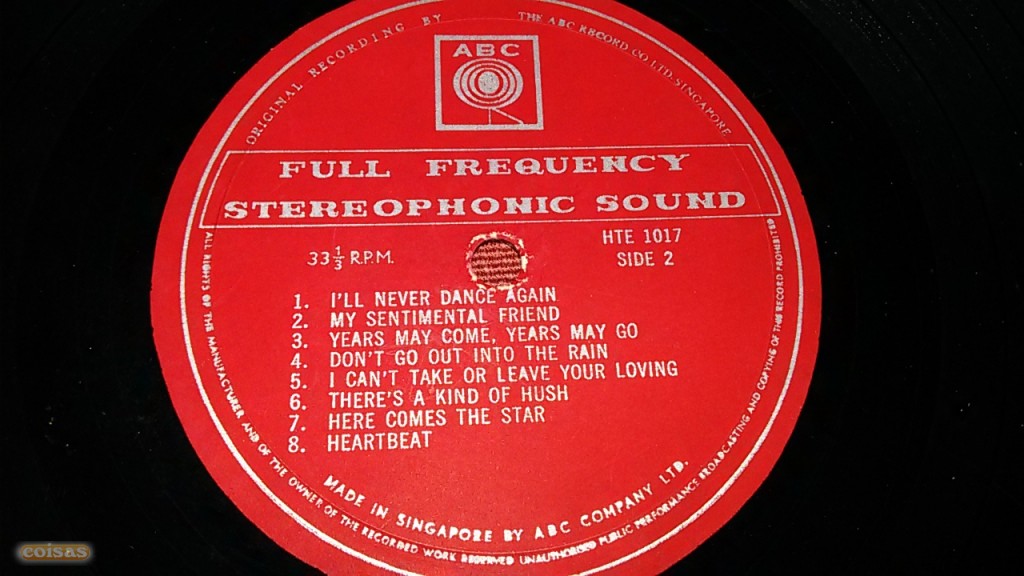 ORIGINAL RECORDING BY THE ABC RECORD CO. LTD. SINGAPORE
ABC
FULL FREQUENCY
STEREOPHONIC SOUND
33 1/3 R.P.M.
HTE 1017
SIDE 2
1. I'LL NEVER DANCE AGAIN
2. MY SENTIMENTAL FRIEND
3. YEARS MAY COME, YEARS MAY GO
4. DON'T GO OUT INTO THE RAIN
5. I CAN'T TAKE OR LEAVE YOUR LOVING
6. THERE'S A KIND OF HUSH
7. HERE COMES THE STAR
8. HEARTBEAT
MADE IN SINGAPORE BY ABC COMPANY LTD.
ALL RIGHTS OF THE MANUFACTURER AND OF THE OWNER OF THE RECORDED WORK RESERVED UNAUTHORISED PUBLIC PERFORMANCE BROADCASTING AND COPYING OF THIS RECORD PROHIBITED
coisas